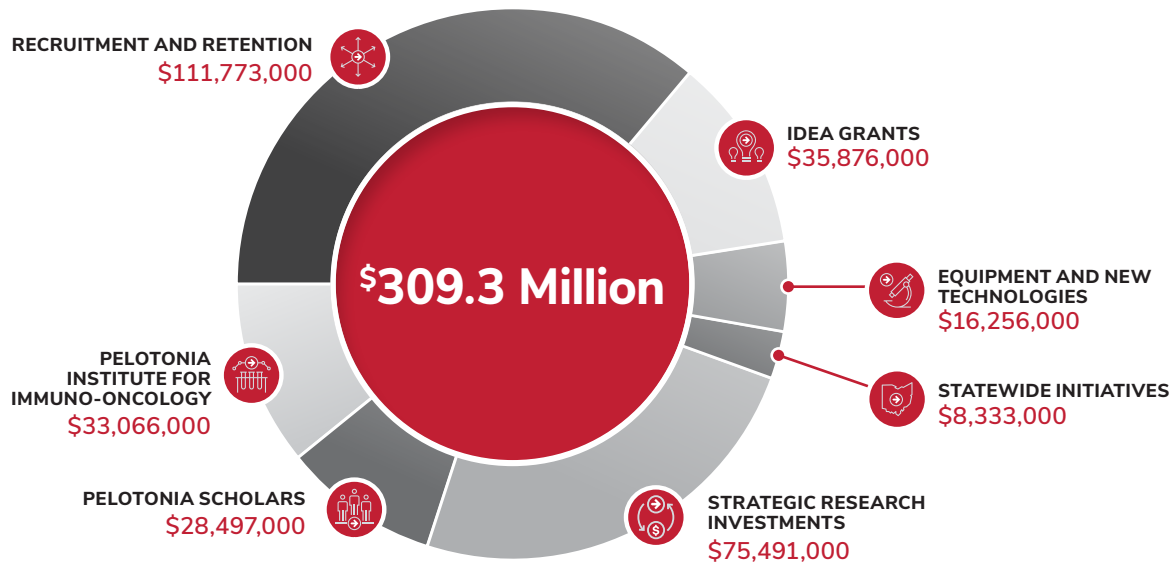 RECRUITMENT AND RETENTION
$111,773,000
IDEA GRANTS
$35,876,000
$309.3 Million
EQUIPMENT AND NEW
TECHNOLOGIES
$16,256,000
STATEWIDE INITIATIVES
$8,333,000
PELOTONIA
INSTITUTE FOR
IMMUNO-ONCOLOGY
$33,066,000
PELOTONIA SCHOLARS
$28,497,000
STRATEGIC RESEARCH
INVESTMENTS
$75,491,000
$